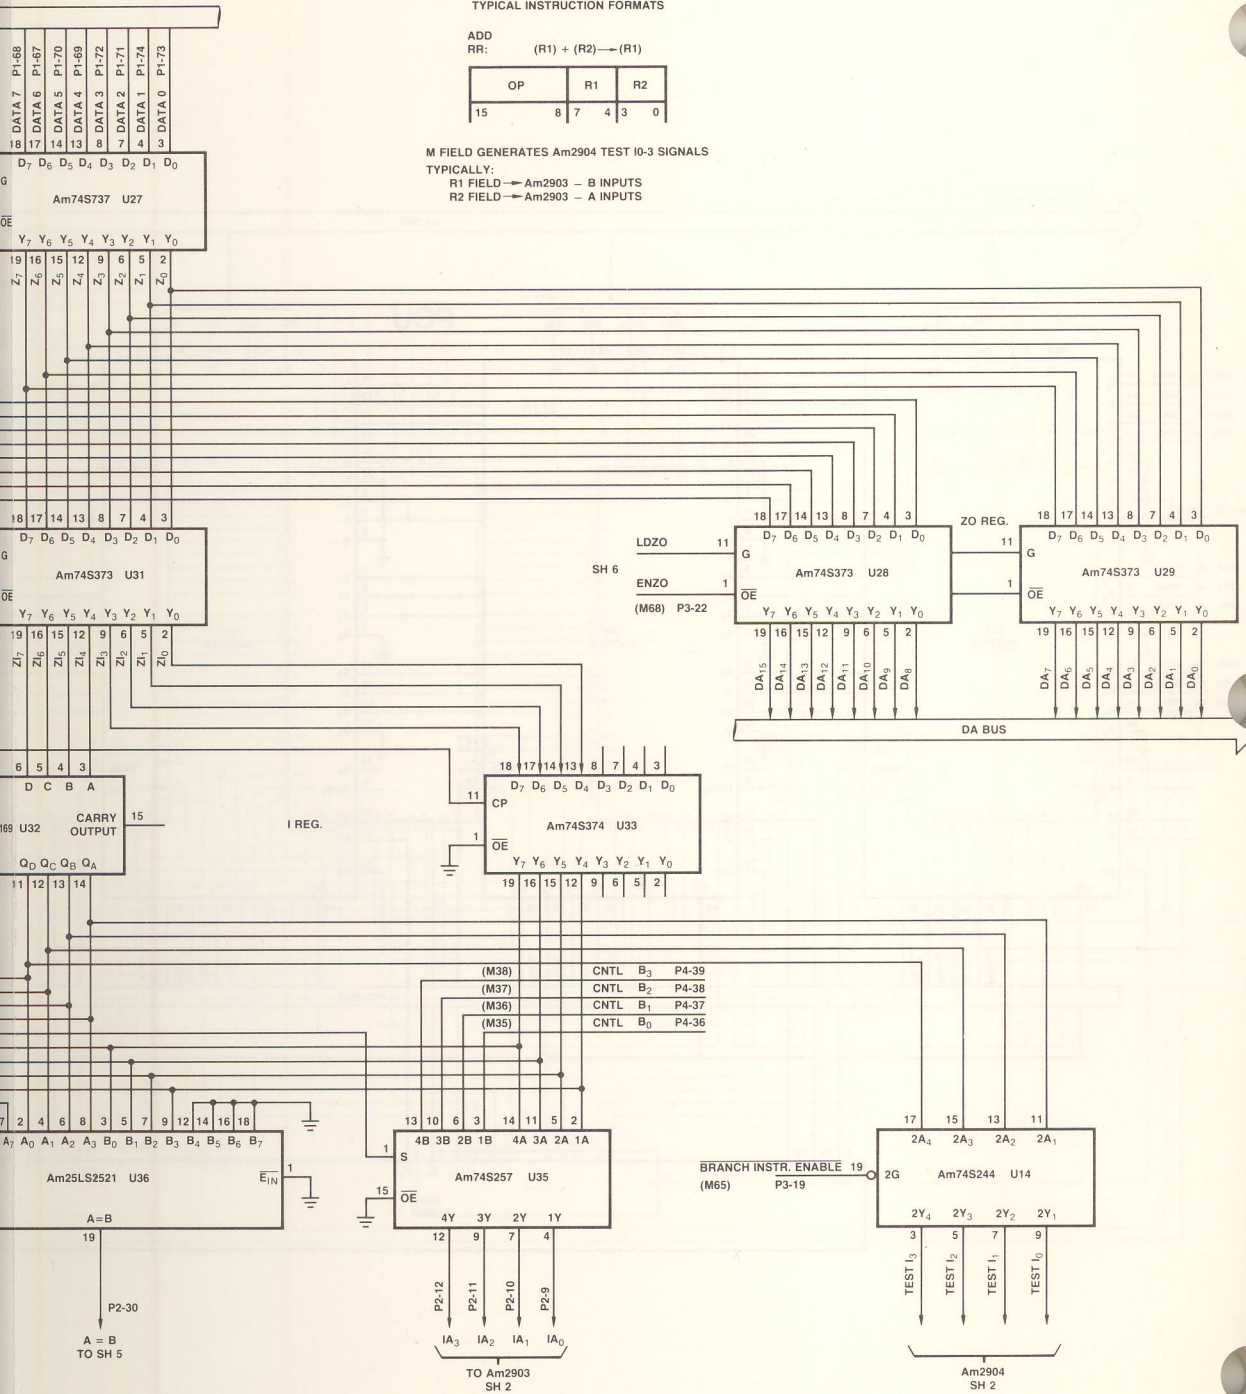 TYPICAL INSTRUCTION FORMATS
ADD
RR: (R1) + (R2) → (R1)
OP R1 R2
15 8 7 4 3 0
M FIELD GENERATES Am2904 TEST I0-3 SIGNALS
TYPICALLY:
R1 FIELD → Am2903 – B INPUTS
R2 FIELD → Am2903 – A INPUTS
DATA 7 P1-68
DATA 6 P1-67
DATA 5 P1-70
DATA 4 P1-69
DATA 3 P1-72
DATA 2 P1-71
DATA 1 P1-74
DATA 0 P1-73
18 17 14 13 8 7 4 3
D7 D6 D5 D4 D3 D2 D1 D0
G
Am74S737 U27
OE
Y7 Y6 Y5 Y4 Y3 Y2 Y1 Y0
19 16 15 12 9 6 5 2
Z7 Z6 Z5 Z4 Z3 Z2 Z1 Z0
18 17 14 13 8 7 4 3
D7 D6 D5 D4 D3 D2 D1 D0
G
Am74S373 U31
OE
Y7 Y6 Y5 Y4 Y3 Y2 Y1 Y0
19 16 15 12 9 6 5 2
ZI7 ZI6 ZI5 ZI4 ZI3 ZI2 ZI1 ZI0
SH 6
LDZO 11
ENZO 1
(M68) P3-22
18 17 14 13 8 7 4 3
D7 D6 D5 D4 D3 D2 D1 D0
G
Am74S373 U28
OE
Y7 Y6 Y5 Y4 Y3 Y2 Y1 Y0
19 16 15 12 9 6 5 2
DA15 DA14 DA13 DA12 DA11 DA10 DA9 DA8
ZO REG.
11
1
18 17 14 13 8 7 4 3
D7 D6 D5 D4 D3 D2 D1 D0
G
Am74S373 U29
OE
Y7 Y6 Y5 Y4 Y3 Y2 Y1 Y0
19 16 15 12 9 6 5 2
DA7 DA6 DA5 DA4 DA3 DA2 DA1 DA0
DA BUS
6 5 4 3
D C B A
169 U32
CARRY
OUTPUT
15
QD QC QB QA
11 12 13 14
I REG.
18 17 14 13 8 7 4 3
D7 D6 D5 D4 D3 D2 D1 D0
11
CP
Am74S374 U33
1
OE
Y7 Y6 Y5 Y4 Y3 Y2 Y1 Y0
19 16 15 12 9 6 5 2
(M38) CNTL B3 P4-39
(M37) CNTL B2 P4-38
(M36) CNTL B1 P4-37
(M35) CNTL B0 P4-36
7 2 4 6 8 3 5 7 9 12 14 16 18
A7 A0 A1 A2 A3 B0 B1 B2 B3 B4 B5 B6 B7
Am25LS2521 U36
EIN
1
A=B
19
P2-30
A = B
TO SH 5
13 10 6 3 14 11 5 2
4B 3B 2B 1B 4A 3A 2A 1A
1
S
Am74S257 U35
15
OE
4Y 3Y 2Y 1Y
12 9 7 4
P2-12 P2-11 P2-10 P2-9
IA3 IA2 IA1 IA0
TO Am2903
SH 2
17 15 13 11
2A4 2A3 2A2 2A1
BRANCH INSTR. ENABLE 19
(M65) P3-19
2G
Am74S244 U14
2Y4 2Y3 2Y2 2Y1
3 5 7 9
TEST I3 TEST I2 TEST I1 TEST I0
Am2904
SH 2